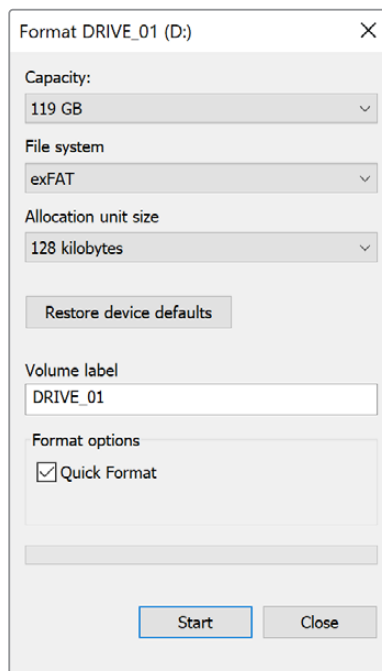 Format DRIVE_01 (D:)
Capacity:
119 GB
File system
exFAT
Allocation unit size
128 kilobytes
Restore device defaults
Volume label
DRIVE_01
Format options
Quick Format
Start
Close